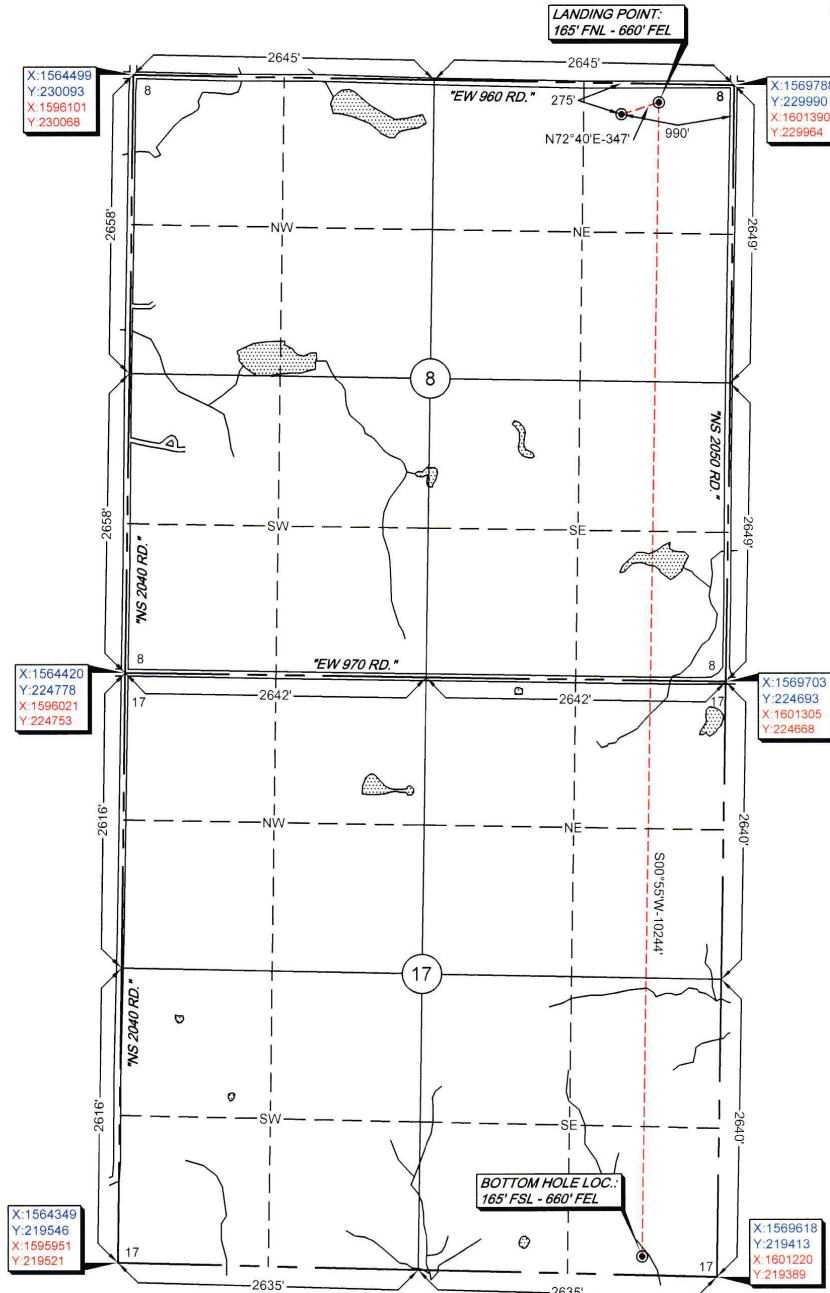 LANDING POINT:
165' FNL - 660' FEL
2645'
2645'
X:1564499
Y:230093
X:1596101
Y:230068
8
"EW 960 RD."
8
X:1569788
Y:229990
X:1601390
Y:229964
275'
N72°40'E-347'
990'
2658'
NW
NE
2649'
8
"NS 2050 RD."
2658'
SW
SE
2649'
"NS 2040 RD."
8
"EW 970 RD."
8
X:1564420
Y:224778
X:1596021
Y:224753
17
2642'
2642'
17
X:1569703
Y:224693
X:1601305
Y:224668
2616'
NW
NE
2640'
S00°55'W-10244'
17
"NS 2040 RD."
2616'
SW
SE
2640'
BOTTOM HOLE LOC.:
165' FSL - 660' FEL
X:1564349
Y:219546
X:1595951
Y:219521
17
17
X:1569618
Y:219413
X:1601220
Y:219389
2635'
2635'